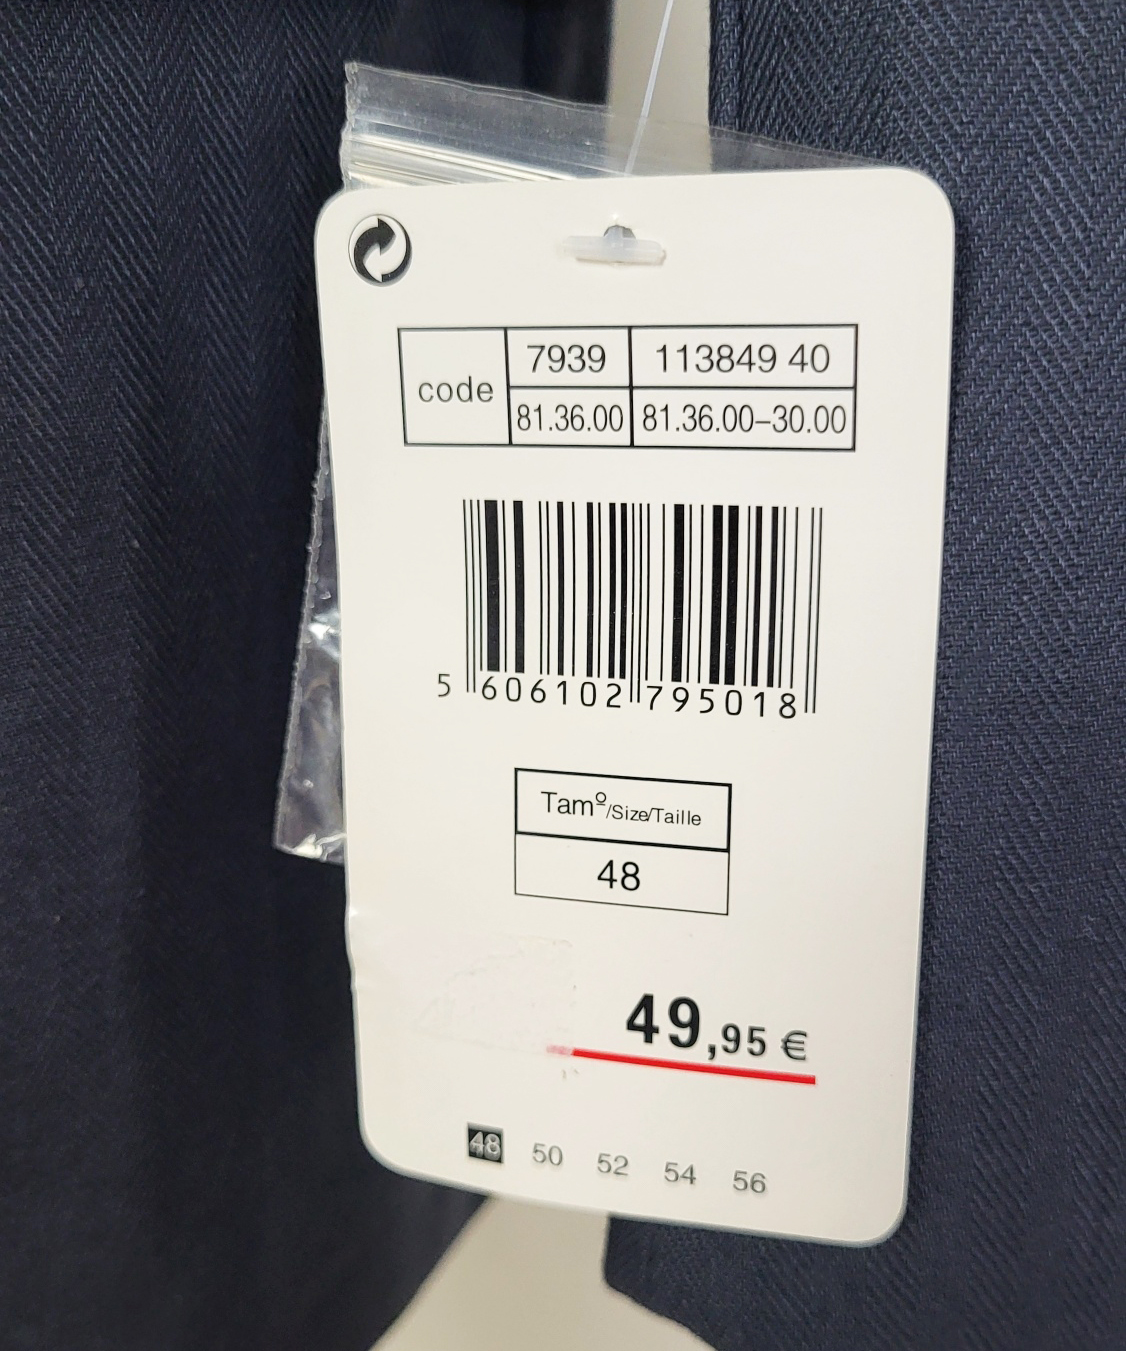 code
7939 113849 40
81.36.00 81.36.00–30.00
5 606102 795018
Tamº/Size/Taille
48
49,95 €
48 50 52 54 56